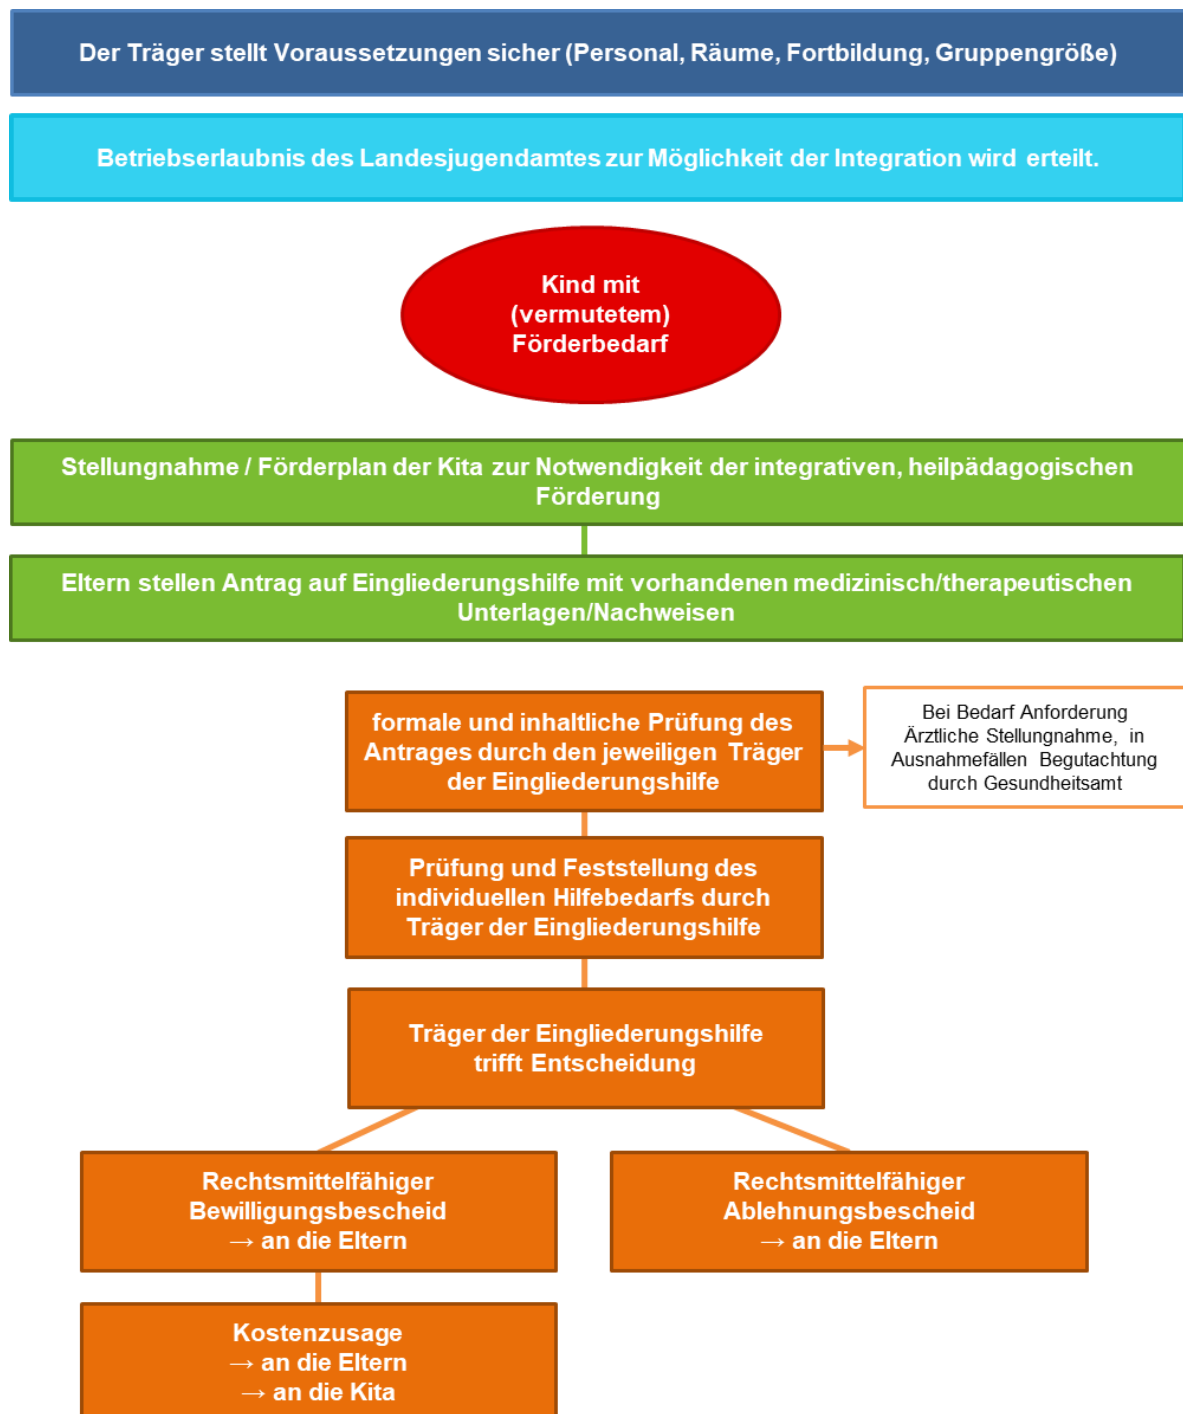 Der Träger stellt Voraussetzungen sicher (Personal, Räume, Fortbildung, Gruppengröße)
Betriebserlaubnis des Landesjugendamtes zur Möglichkeit der Integration wird erteilt.
Kind mit
(vermutetem)
Förderbedarf
Stellungnahme / Förderplan der Kita zur Notwendigkeit der integrativen, heilpädagogischen
Förderung
Eltern stellen Antrag auf Eingliederungshilfe mit vorhandenen medizinisch/therapeutischen
Unterlagen/Nachweisen
formale und inhaltliche Prüfung des
Antrages durch den jeweiligen Träger
der Eingliederungshilfe
Bei Bedarf Anforderung
Ärztliche Stellungnahme, in
Ausnahmefällen Begutachtung
durch Gesundheitsamt
Prüfung und Feststellung des
individuellen Hilfebedarfs durch
Träger der Eingliederungshilfe
Träger der Eingliederungshilfe
trifft Entscheidung
Rechtsmittelfähiger
Bewilligungsbescheid
→ an die Eltern
Rechtsmittelfähiger
Ablehnungsbescheid
→ an die Eltern
Kostenzusage
→ an die Eltern
→ an die Kita